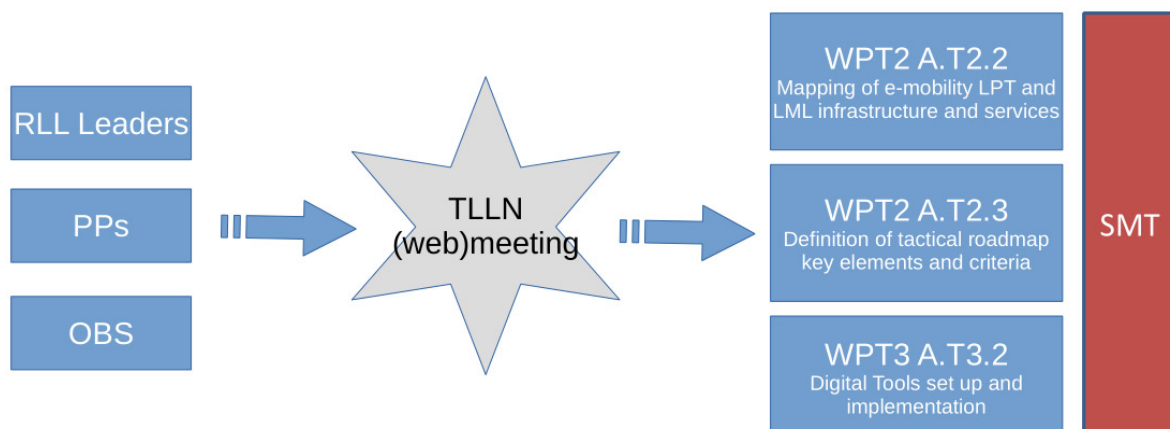 RLL Leaders
PPs
OBS
TLLN
(web)meeting
WPT2 A.T2.2
Mapping of e-mobility LPT and
LML infrastructure and services
WPT2 A.T2.3
Definition of tactical roadmap
key elements and criteria
WPT3 A.T3.2
Digital Tools set up and
implementation
SMT